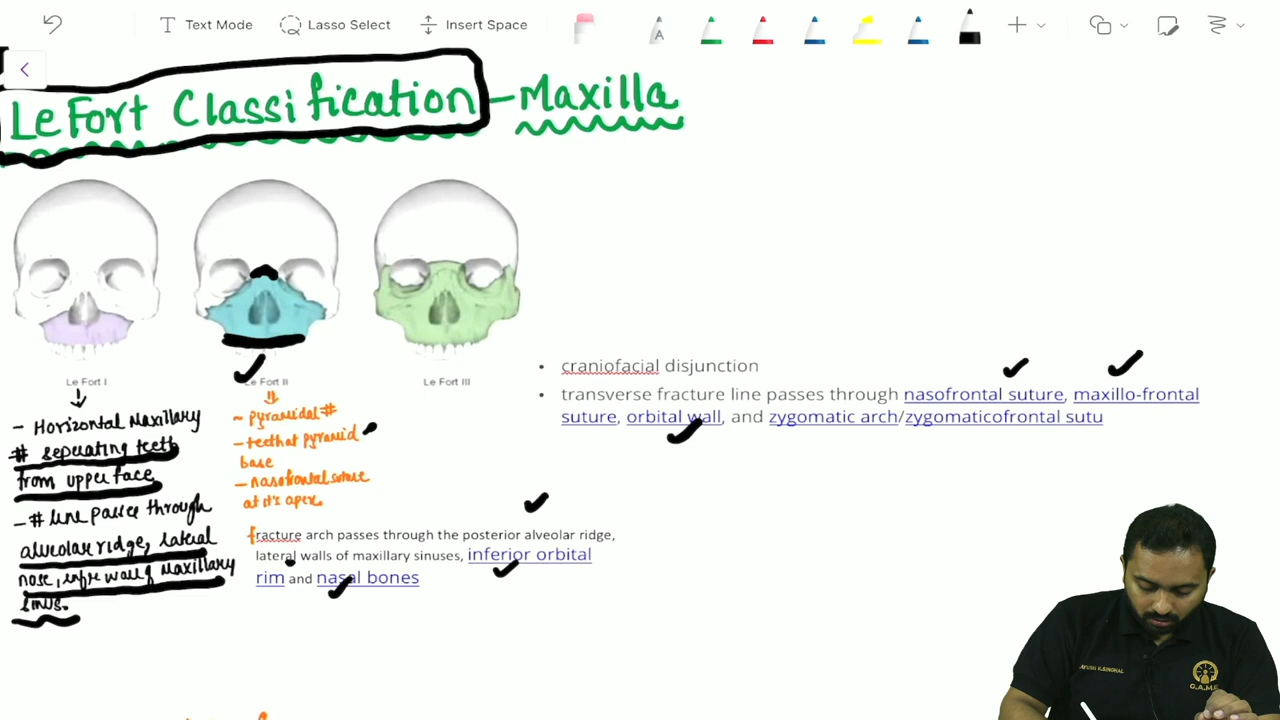 Text Mode
Lasso Select
Insert Space
A
LeFort Classification - Maxilla
Le Fort I
Le Fort II
Le Fort III
- Horizontal Maxillary
# seperating teeth
from upper face
- # line passes through
alveolar ridge, lateral
nose, infr wall of Maxillary
sinus.
~ pyramidal #
- teeth at pyramid
base
- nasofrontal suture
at it's apex.
fracture arch passes through the posterior alveolar ridge,
lateral walls of maxillary sinuses, inferior orbital
rim and nasal bones
• craniofacial disjunction
• transverse fracture line passes through nasofrontal suture, maxillo-frontal
suture, orbital wall, and zygomatic arch/zygomaticofrontal sutu
G.A.M.E